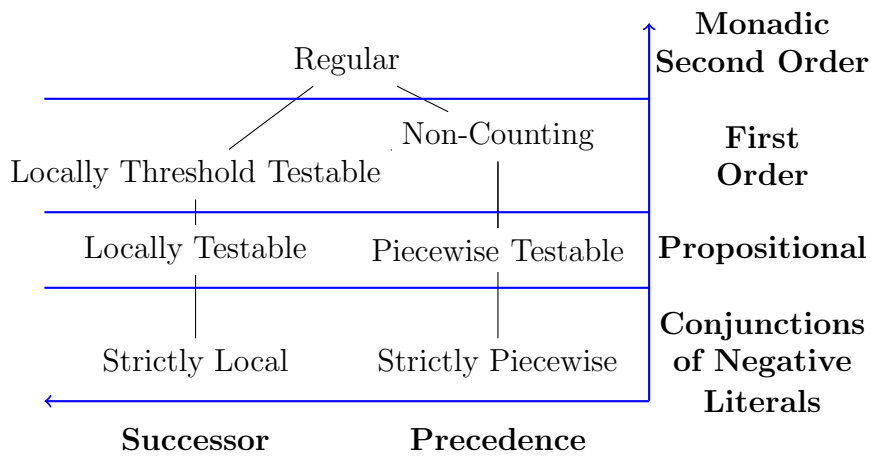 Monadic
Second Order
Regular
Non-Counting
First
Order
Locally Threshold Testable
Locally Testable
Piecewise Testable
Propositional
Conjunctions
of Negative
Literals
Strictly Local
Strictly Piecewise
Successor
Precedence